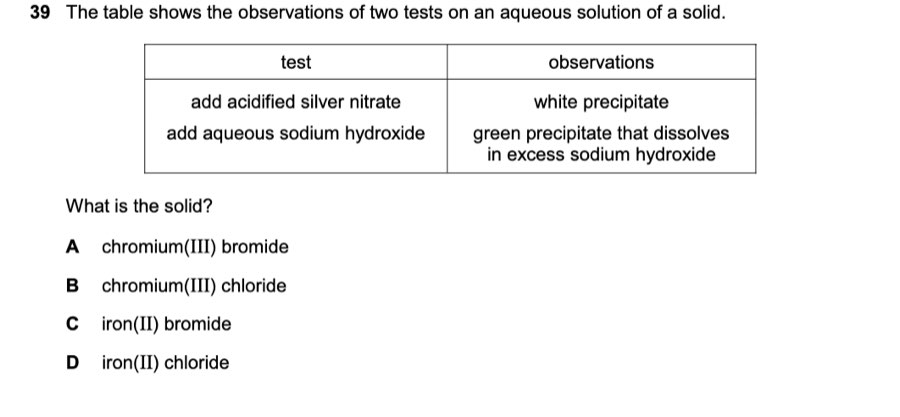 39 The table shows the observations of two tests on an aqueous solution of a solid.
test observations
add acidified silver nitrate white precipitate
add aqueous sodium hydroxide green precipitate that dissolves
in excess sodium hydroxide
What is the solid?
A chromium(III) bromide
B chromium(III) chloride
C iron(II) bromide
D iron(II) chloride